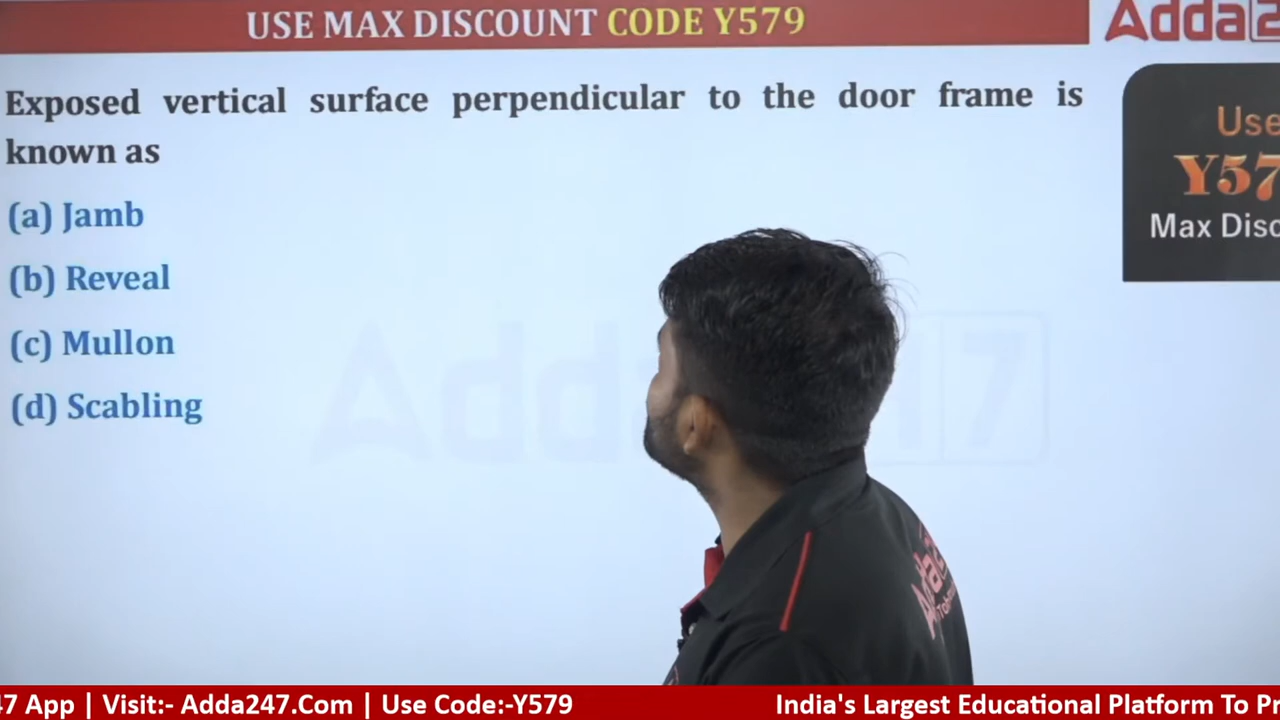 USE MAX DISCOUNT CODE Y579
Exposed vertical surface perpendicular to the door frame is
known as
(a) Jamb
(b) Reveal
(c) Mullon
(d) Scabling
Adda2
Use
Y57
Max Disc
Adda247
Adda
47 App | Visit:- Adda247.Com | Use Code:-Y579
India's Largest Educational Platform To Pr